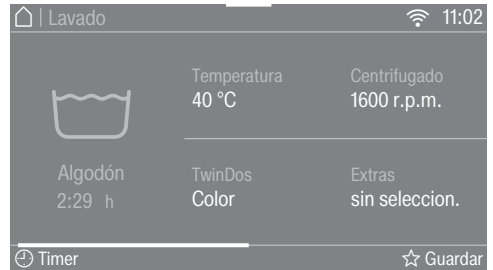 | Lavado
11:02
Temperatura
40 °C
Centrifugado
1600 r.p.m.
Algodón
2:29 h
TwinDos
Color
Extras
sin seleccion.
Timer
Guardar